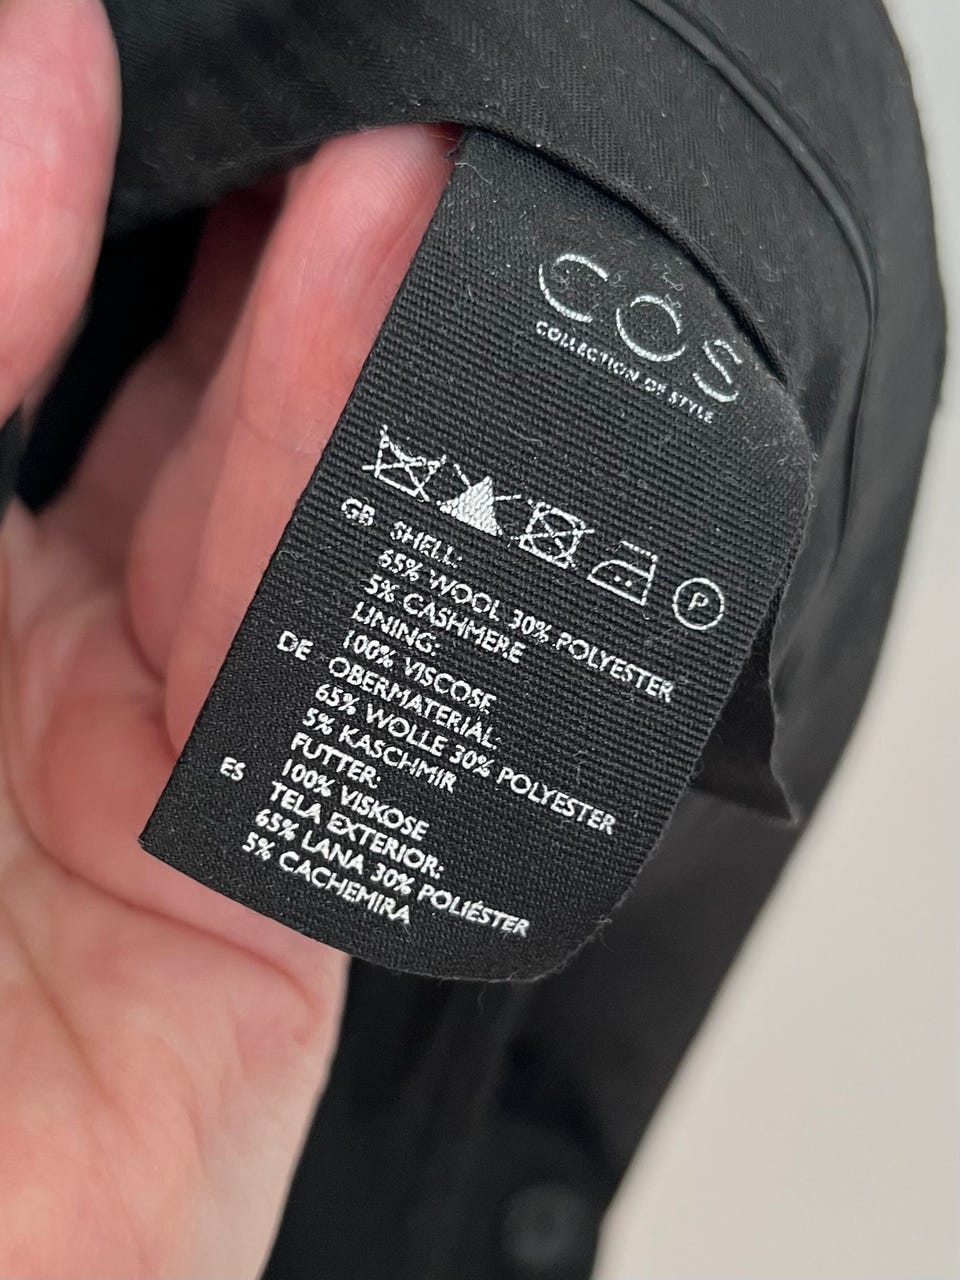 COS
COLLECTION OF STYLE
P
GB SHELL:
65% WOOL 30% POLYESTER
5% CASHMERE
LINING:
100% VISCOSE
DE OBERMATERIAL:
65% WOLLE 30% POLYESTER
5% KASCHMIR
FUTTER:
100% VISKOSE
ES TELA EXTERIOR:
65% LANA 30% POLIÉSTER
5% CACHEMIRA